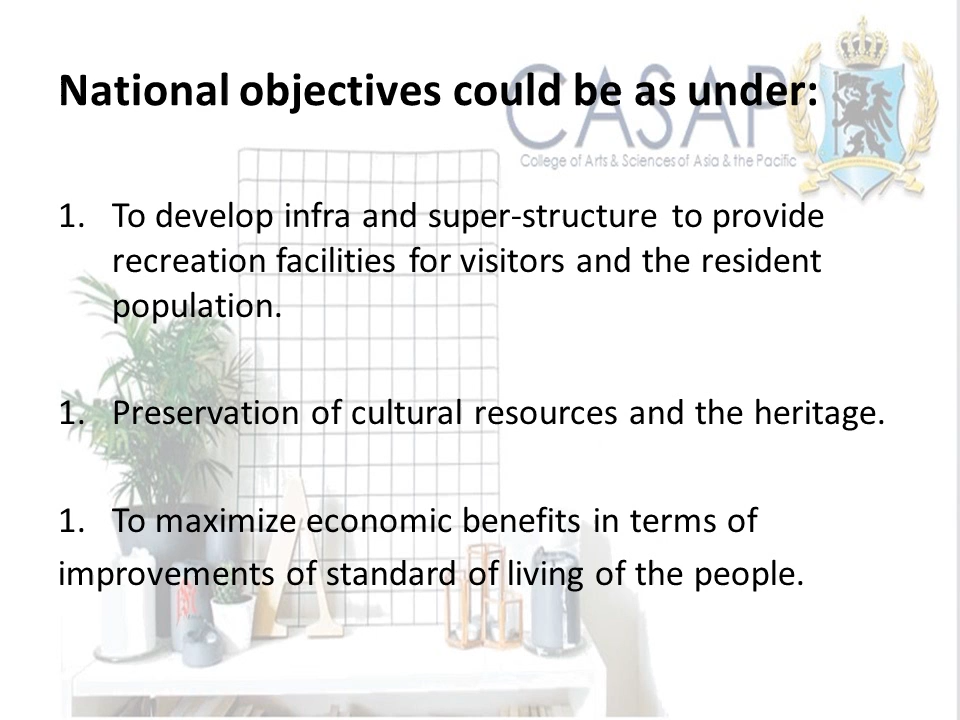 National objectives could be as under:
CASAP
College of Arts & Sciences of Asia & the Pacific
1. To develop infra and super-structure to provide
recreation facilities for visitors and the resident
population.
1. Preservation of cultural resources and the heritage.
1. To maximize economic benefits in terms of
improvements of standard of living of the people.